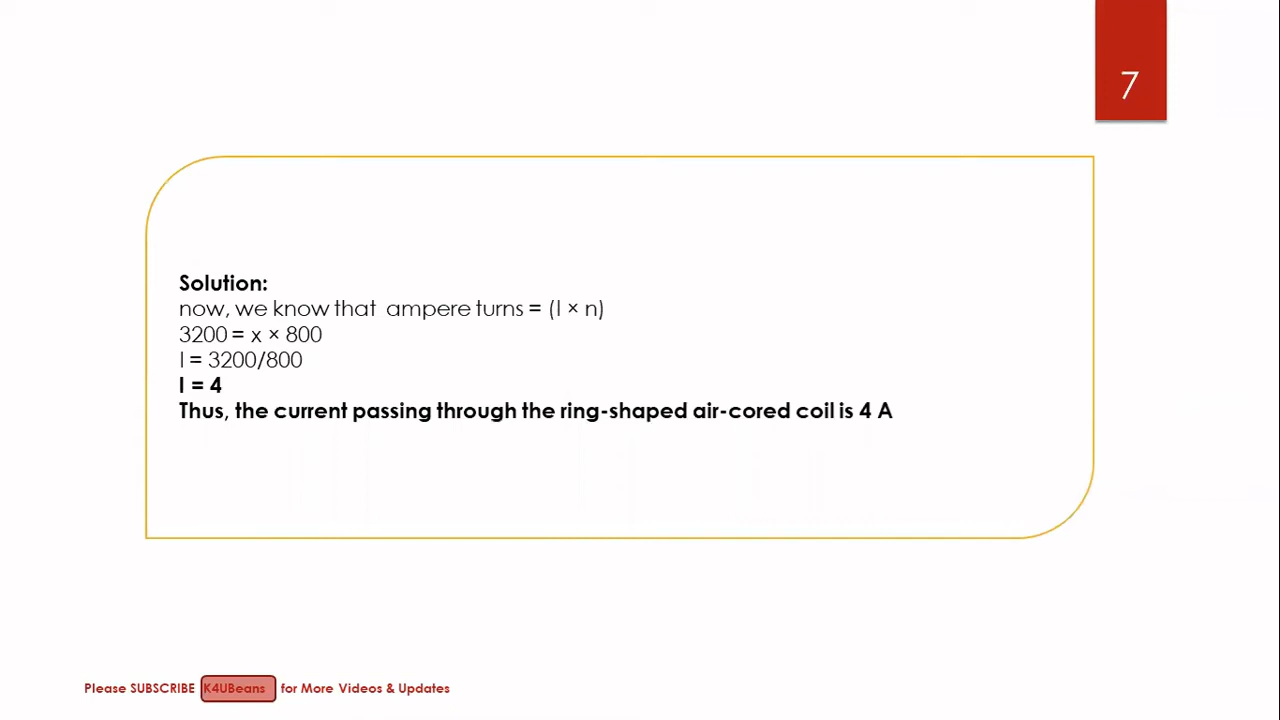 7
Solution:
now, we know that ampere turns = (I × n)
3200 = x × 800
I = 3200/800
I = 4
Thus, the current passing through the ring-shaped air-cored coil is 4 A
Please SUBSCRIBE K4UBeans for More Videos & Updates